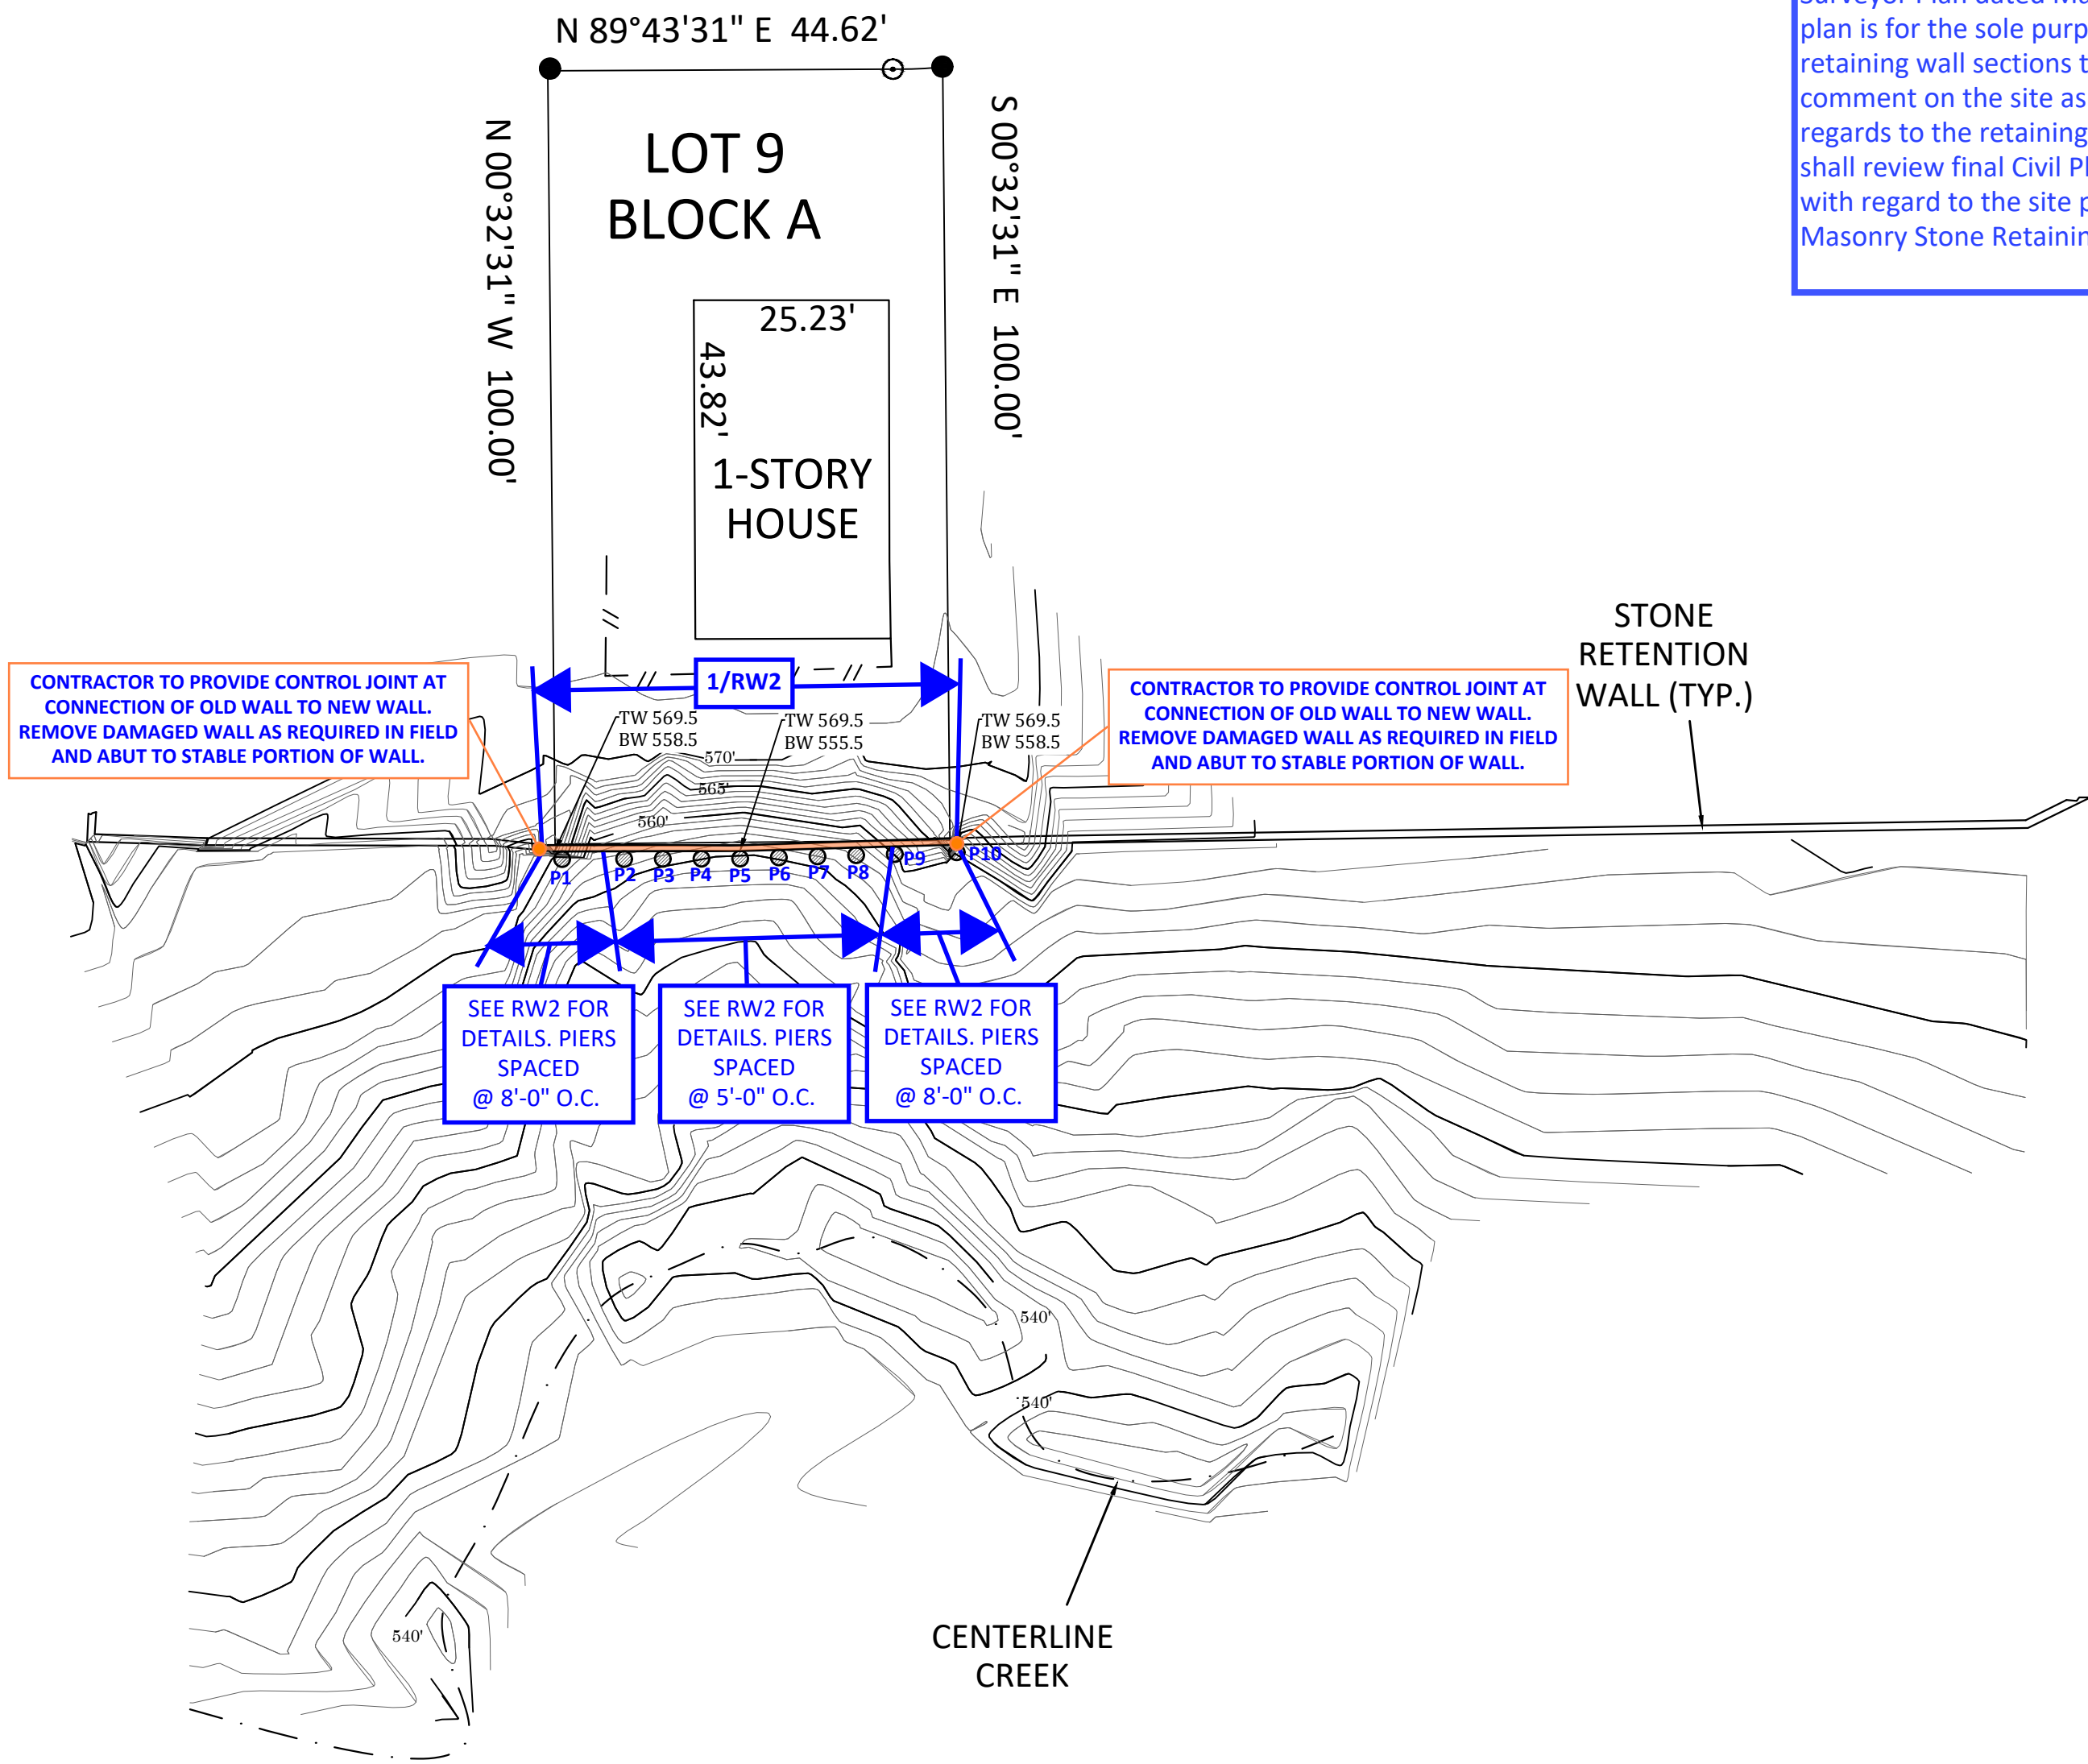 N 89°43'31" E 44.62'
N 00°32'31" W 100.00'
S 00°32'31" E 100.00'
LOT 9
BLOCK A
25.23'
43.82'
1-STORY
HOUSE
plan is for the sole
retaining wall sections
comment on the site as
regards to the retaining
shall review final Civil
with regard to the site
Masonry Stone
STONE
RETENTION
WALL (TYP.)
CONTRACTOR TO PROVIDE CONTROL JOINT AT
CONNECTION OF OLD WALL TO NEW WALL.
REMOVE DAMAGED WALL AS REQUIRED IN FIELD
AND ABUT TO STABLE PORTION OF WALL.
1/RW2
CONTRACTOR TO PROVIDE CONTROL JOINT AT
CONNECTION OF OLD WALL TO NEW WALL.
REMOVE DAMAGED WALL AS REQUIRED IN FIELD
AND ABUT TO STABLE PORTION OF WALL.
TW 569.5
BW 558.5
TW 569.5
BW 555.5
TW 569.5
BW 558.5
570'
565'
560'
P1
P2
P3
P4
P5
P6
P7
P8
P9
P10
SEE RW2 FOR
DETAILS. PIERS
SPACED
@ 8'-0" O.C.
SEE RW2 FOR
DETAILS. PIERS
SPACED
@ 5'-0" O.C.
SEE RW2 FOR
DETAILS. PIERS
SPACED
@ 8'-0" O.C.
540'
540'
540'
CENTERLINE
CREEK